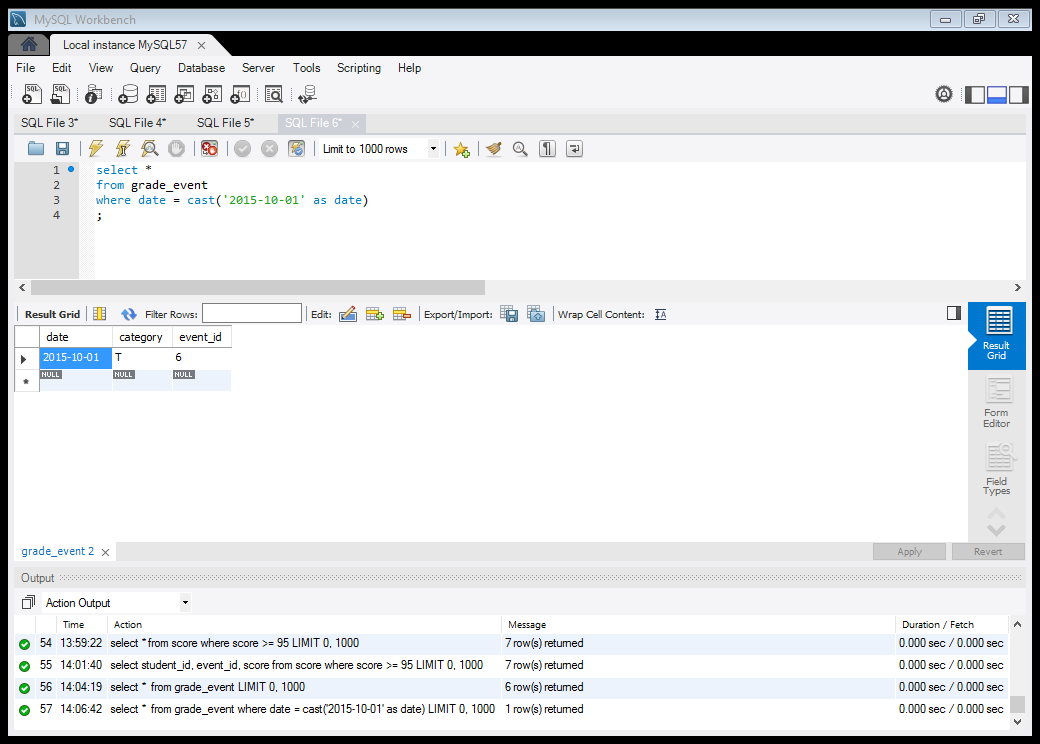 MySQL Workbench
Local instance MySQL57
File Edit View Query Database Server Tools Scripting Help
SQL SQL
SQL File 3* SQL File 4* SQL File 5* SQL File 6*
Limit to 1000 rows
1 select *
2 from grade_event
3 where date = cast('2015-10-01' as date)
4 ;
Result Grid Filter Rows: Edit: Export/Import: Wrap Cell Content:
date category event_id
2015-10-01 T 6
NULL NULL NULL
Result
Grid
Form
Editor
Field
Types
grade_event 2 Apply Revert
Output
Action Output
Time Action Message Duration / Fetch
54 13:59:22 select * from score where score >= 95 LIMIT 0, 1000 7 row(s) returned 0.000 sec / 0.000 sec
55 14:01:40 select student_id, event_id, score from score where score >= 95 LIMIT 0, 1000 7 row(s) returned 0.000 sec / 0.000 sec
56 14:04:19 select * from grade_event LIMIT 0, 1000 6 row(s) returned 0.000 sec / 0.000 sec
57 14:06:42 select * from grade_event where date = cast('2015-10-01' as date) LIMIT 0, 1000 1 row(s) returned 0.000 sec / 0.000 sec